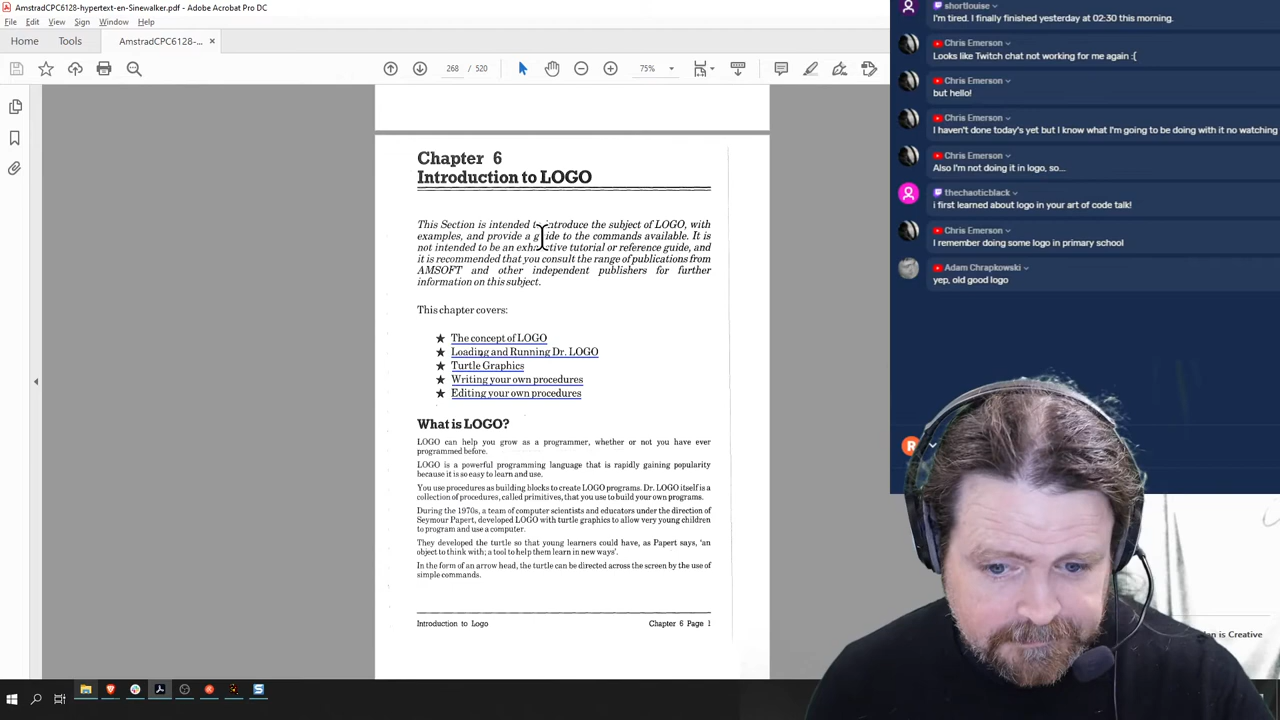 AmstradCPC6128-hypertext-en-Sinewalker.pdf - Adobe Acrobat Pro DC
File Edit View Sign Window Help
Home Tools AmstradCPC6128-... ×
268 / 520 75%
Chapter 6
Introduction to LOGO
This Section is intended to introduce the subject of LOGO, with
examples, and provide a guide to the commands available. It is
not intended to be an exhaustive tutorial or reference guide, and
it is recommended that you consult the range of publications from
AMSOFT and other independent publishers for further
information on this subject.
This chapter covers:
★ The concept of LOGO
★ Loading and Running Dr. LOGO
★ Turtle Graphics
★ Writing your own procedures
★ Editing your own procedures
What is LOGO?
LOGO can help you grow as a programmer, whether or not you have ever
programmed before.
LOGO is a powerful programming language that is rapidly gaining popularity
because it is so easy to learn and use.
You use procedures as building blocks to create LOGO programs. Dr. LOGO itself is a
collection of procedures, called primitives, that you use to build your own programs.
During the 1970s, a team of computer scientists and educators under the direction of
Seymour Papert, developed LOGO with turtle graphics to allow very young children
to program and use a computer.
They developed the turtle so that young learners could have, as Papert says, 'an
object to think with; a tool to help them learn in new ways'.
In the form of an arrow head, the turtle can be directed across the screen by the use of
simple commands.
Introduction to Logo Chapter 6 Page 1
shortlouise
I'm tired. I finally finished yesterday at 02:30 this morning.
Chris Emerson
Looks like Twitch chat not working for me again :{
Chris Emerson
but hello!
Chris Emerson
I haven't done today's yet but I know what I'm going to be doing with it no watching
Chris Emerson
Also I'm not doing it in logo, so...
thechaoticblack
i first learned about logo in your art of code talk!
Chris Emerson
I remember doing some logo in primary school
Adam Chrapkowski
yep, old good logo
R
is Creative